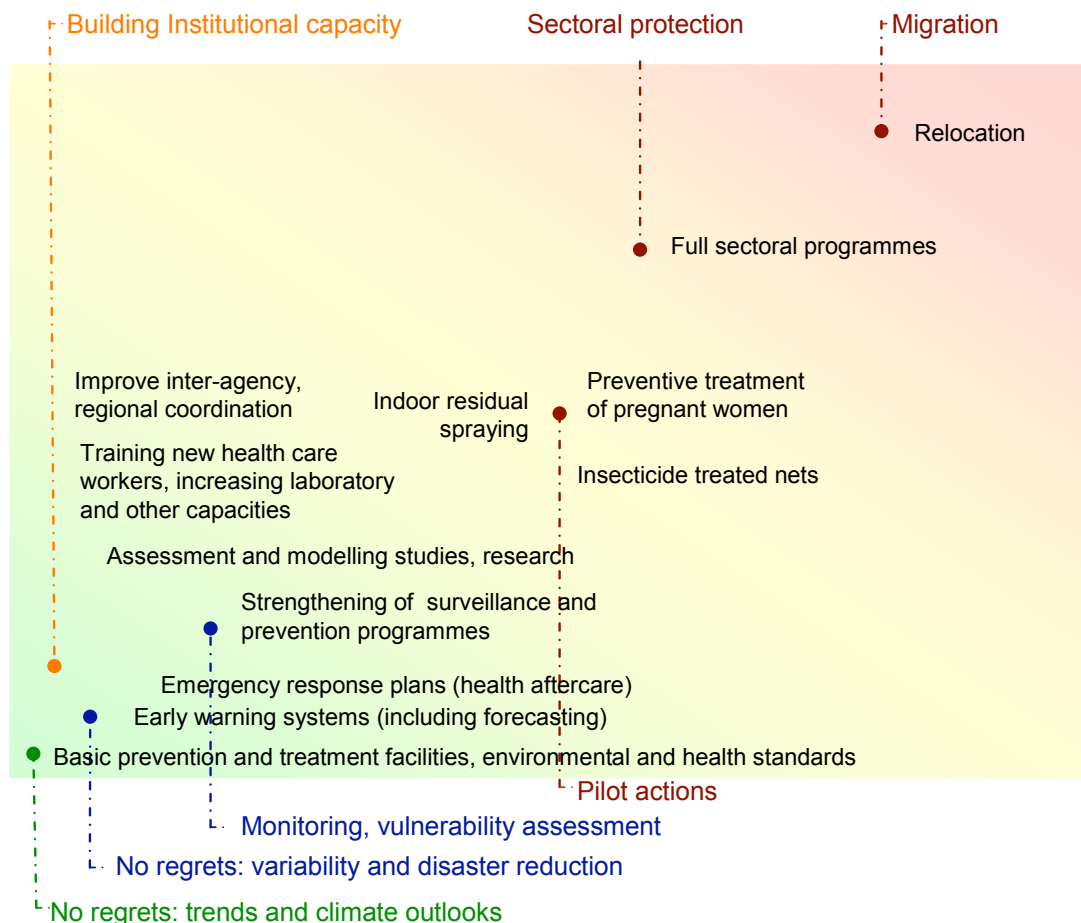 Building Institutional capacity
Sectoral protection
Migration
Relocation
Full sectoral programmes
Improve inter-agency,
regional coordination
Indoor residual
spraying
Preventive treatment
of pregnant women
Training new health care
workers, increasing laboratory
and other capacities
Insecticide treated nets
Assessment and modelling studies, research
Strengthening of surveillance and
prevention programmes
Emergency response plans (health aftercare)
Early warning systems (including forecasting)
Basic prevention and treatment facilities, environmental and health standards
Pilot actions
Monitoring, vulnerability assessment
No regrets: variability and disaster reduction
No regrets: trends and climate outlooks